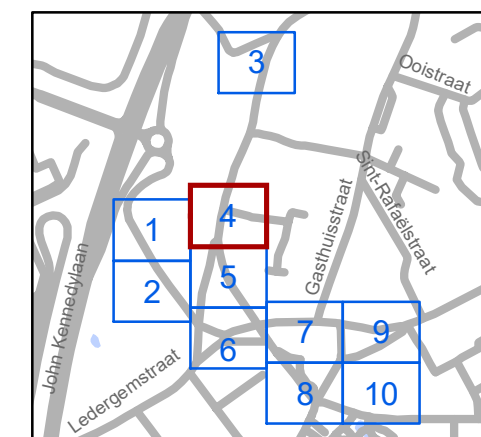 3
Ooistraat
Sint-Rafaëlstraat
Gasthuisstraat
4
1
5
2
John Kennedylaan
7
9
6
Ledergemstraat
8
10